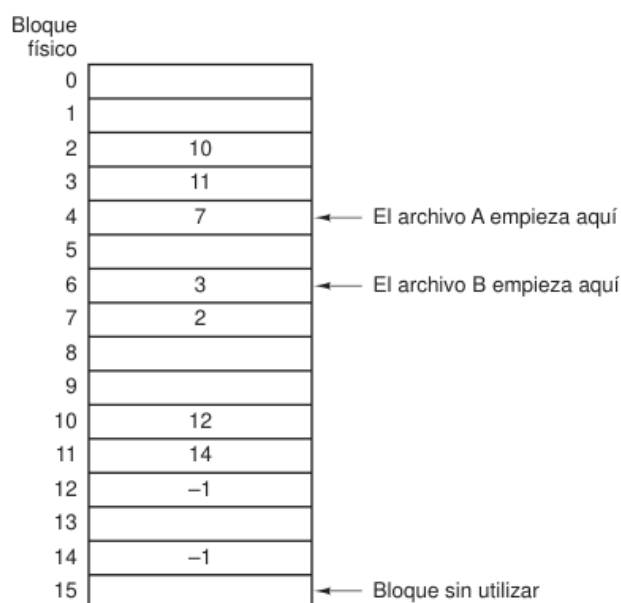 Bloque
físico
0
1
2 10
3 11
4 7 El archivo A empieza aquí
5
6 3 El archivo B empieza aquí
7 2
8
9
10 12
11 14
12 –1
13
14 –1
15 Bloque sin utilizar